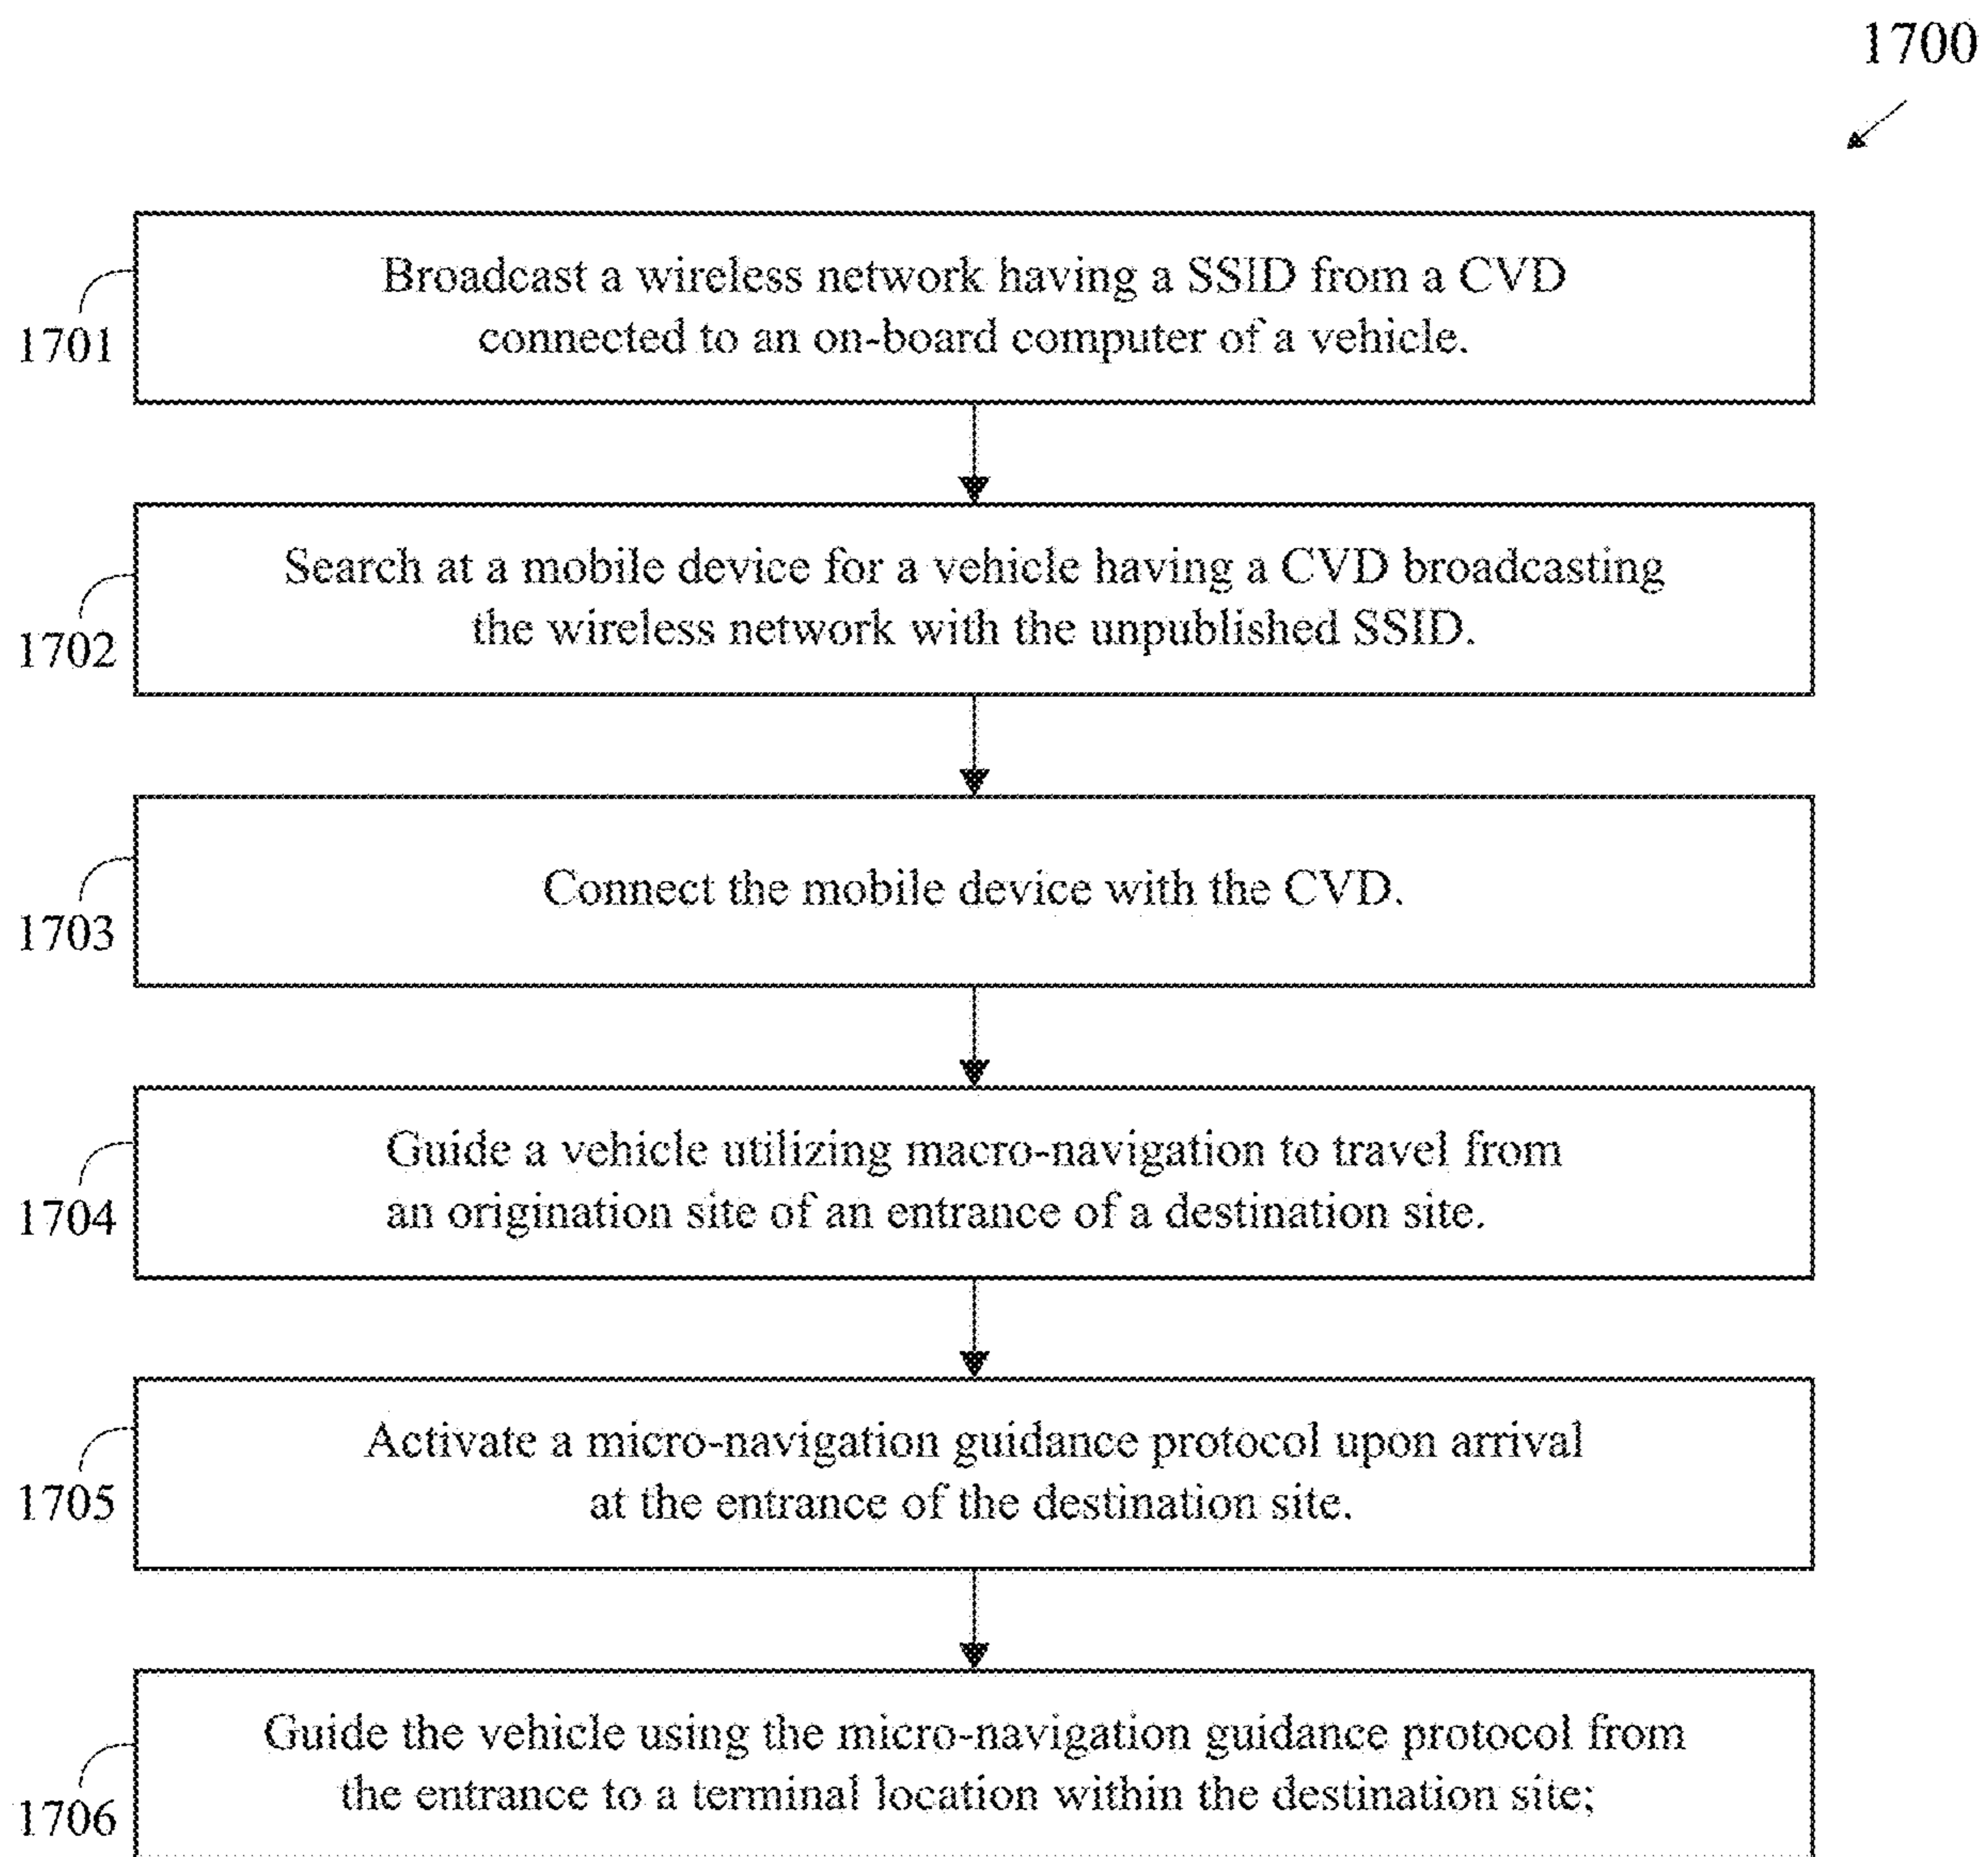 1700
Broadcast a wireless network having a SSID from a CVD
connected to an on-board computer of a vehicle.
1701
Search at a mobile device for a vehicle having a CVD broadcasting
the wireless network with the unpublished SSID.
1702
Connect the mobile device with the CVD.
1703
Guide a vehicle utilizing macro-navigation to travel from
an origination site of an entrance of a destination site.
1704
Activate a micro-navigation guidance protocol upon arrival
at the entrance of the destination site.
1705
Guide the vehicle using the micro-navigation guidance protocol from
the entrance to a terminal location within the destination site;
1706